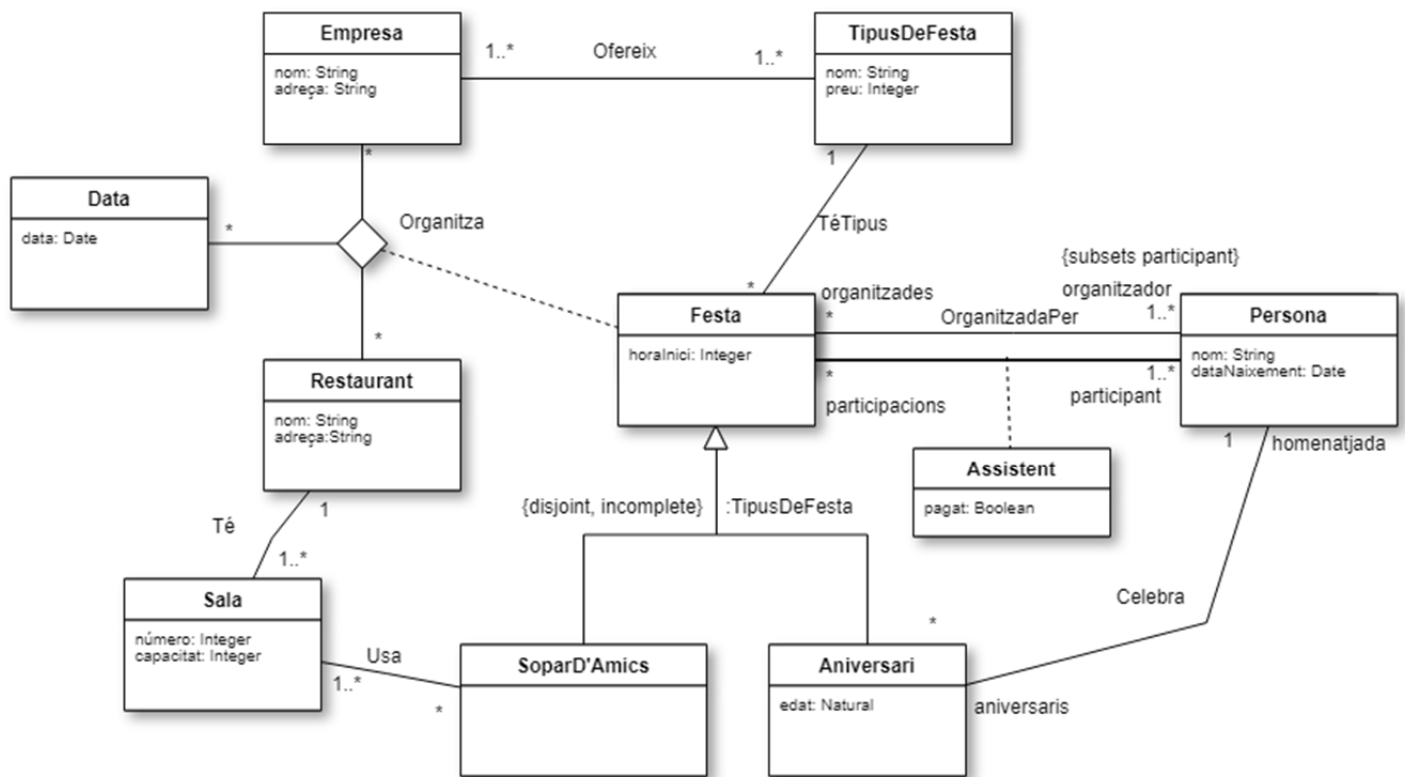 Empresa
nom: String
adreça: String
1..*
Ofereix
1..*
TipusDeFesta
nom: String
preu: Integer
*
1
Data
data: Date
*
Organitza
TéTipus
*
{subsets participant}
organitzades
organitzador
*
OrganitzadaPer
1..*
Festa
horaInici: Integer
Persona
nom: String
dataNaixement: Date
*
1..*
participacions
participant
*
Restaurant
nom: String
adreça:String
1
homenatjada
Assistent
pagat: Boolean
{disjoint, incomplete}
:TipusDeFesta
1
Té
1..*
Sala
número: Integer
capacitat: Integer
Usa
1..*
*
SoparD'Amics
*
Aniversari
edat: Natural
Celebra
aniversaris